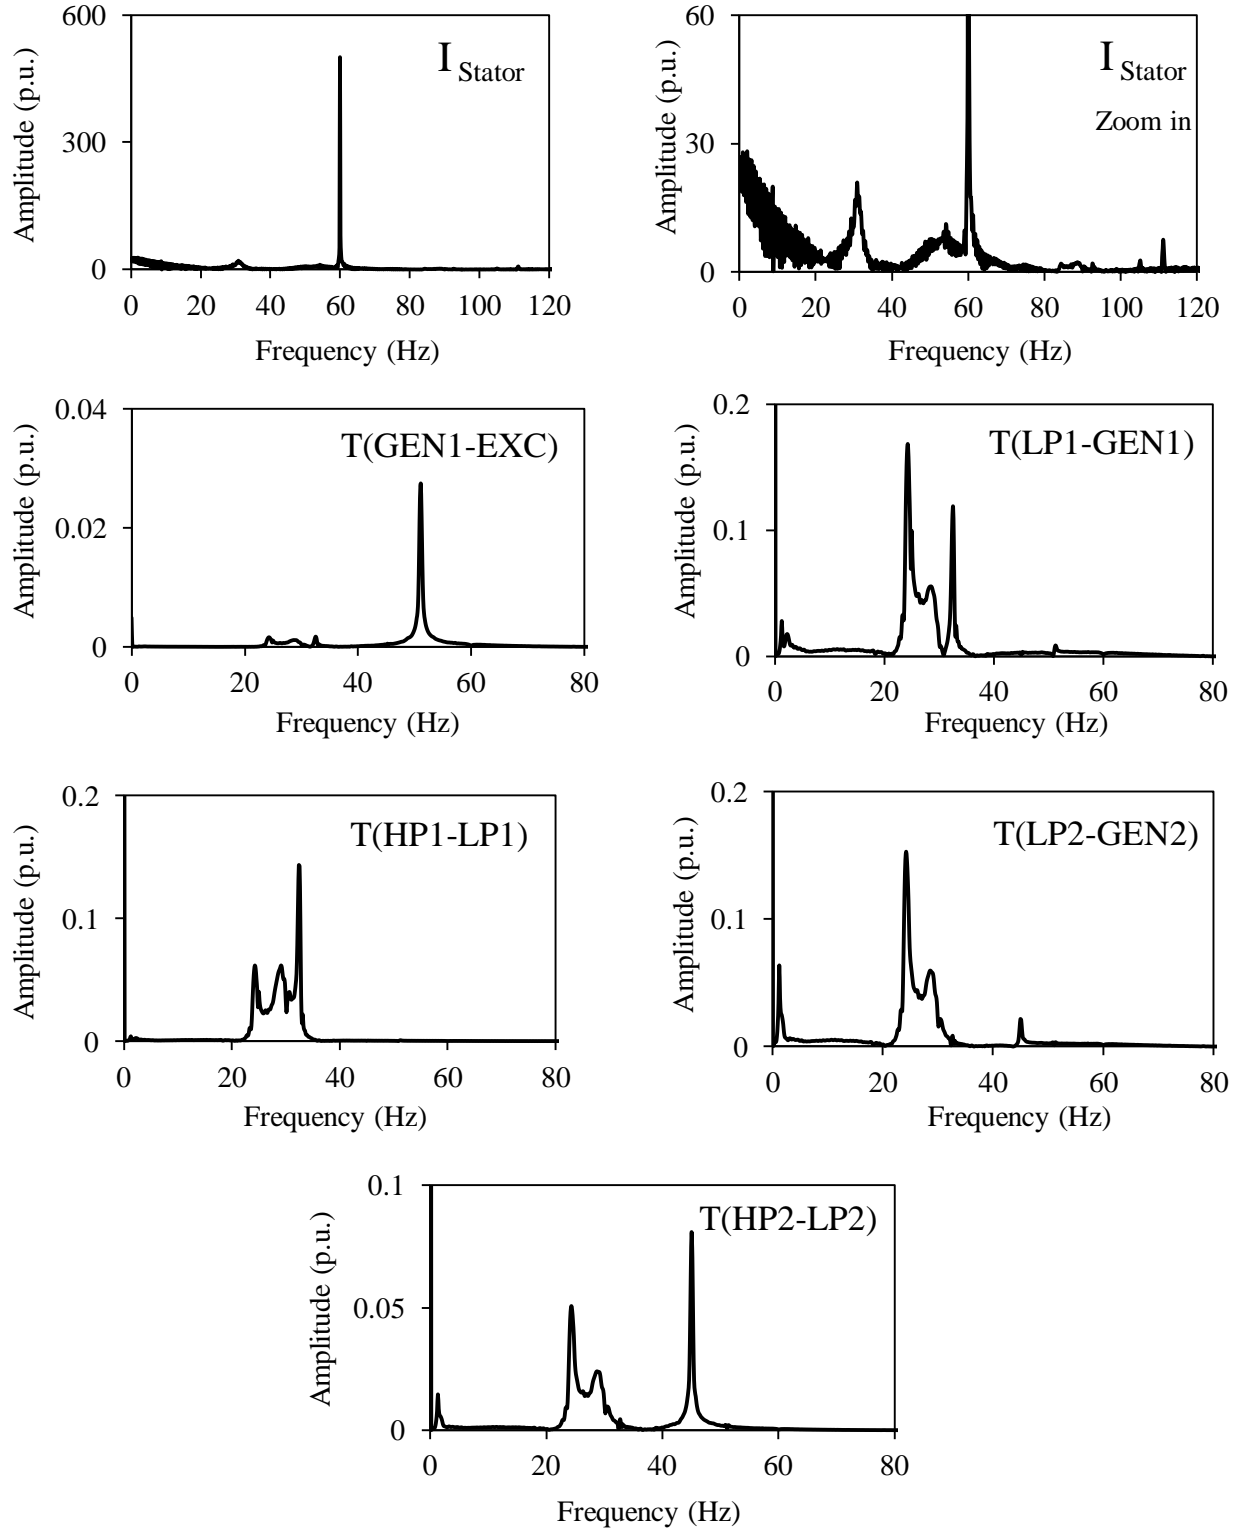 600
300
0
Amplitude (p.u.)
I Stator
0 20 40 60 80 100 120
Frequency (Hz)
60
30
0
Amplitude (p.u.)
I Stator
Zoom in
0 20 40 60 80 100 120
Frequency (Hz)
0.04
0.02
0
Amplitude (p.u.)
T(GEN1-EXC)
0 20 40 60 80
Frequency (Hz)
0.2
0.1
0
Amplitude (p.u.)
T(LP1-GEN1)
0 20 40 60 80
Frequency (Hz)
0.2
0.1
0
Amplitude (p.u.)
T(HP1-LP1)
0 20 40 60 80
Frequency (Hz)
0.2
0.1
0
Amplitude (p.u.)
T(LP2-GEN2)
0 20 40 60 80
Frequency (Hz)
0.1
0.05
0
Amplitude (p.u.)
T(HP2-LP2)
0 20 40 60 80
Frequency (Hz)